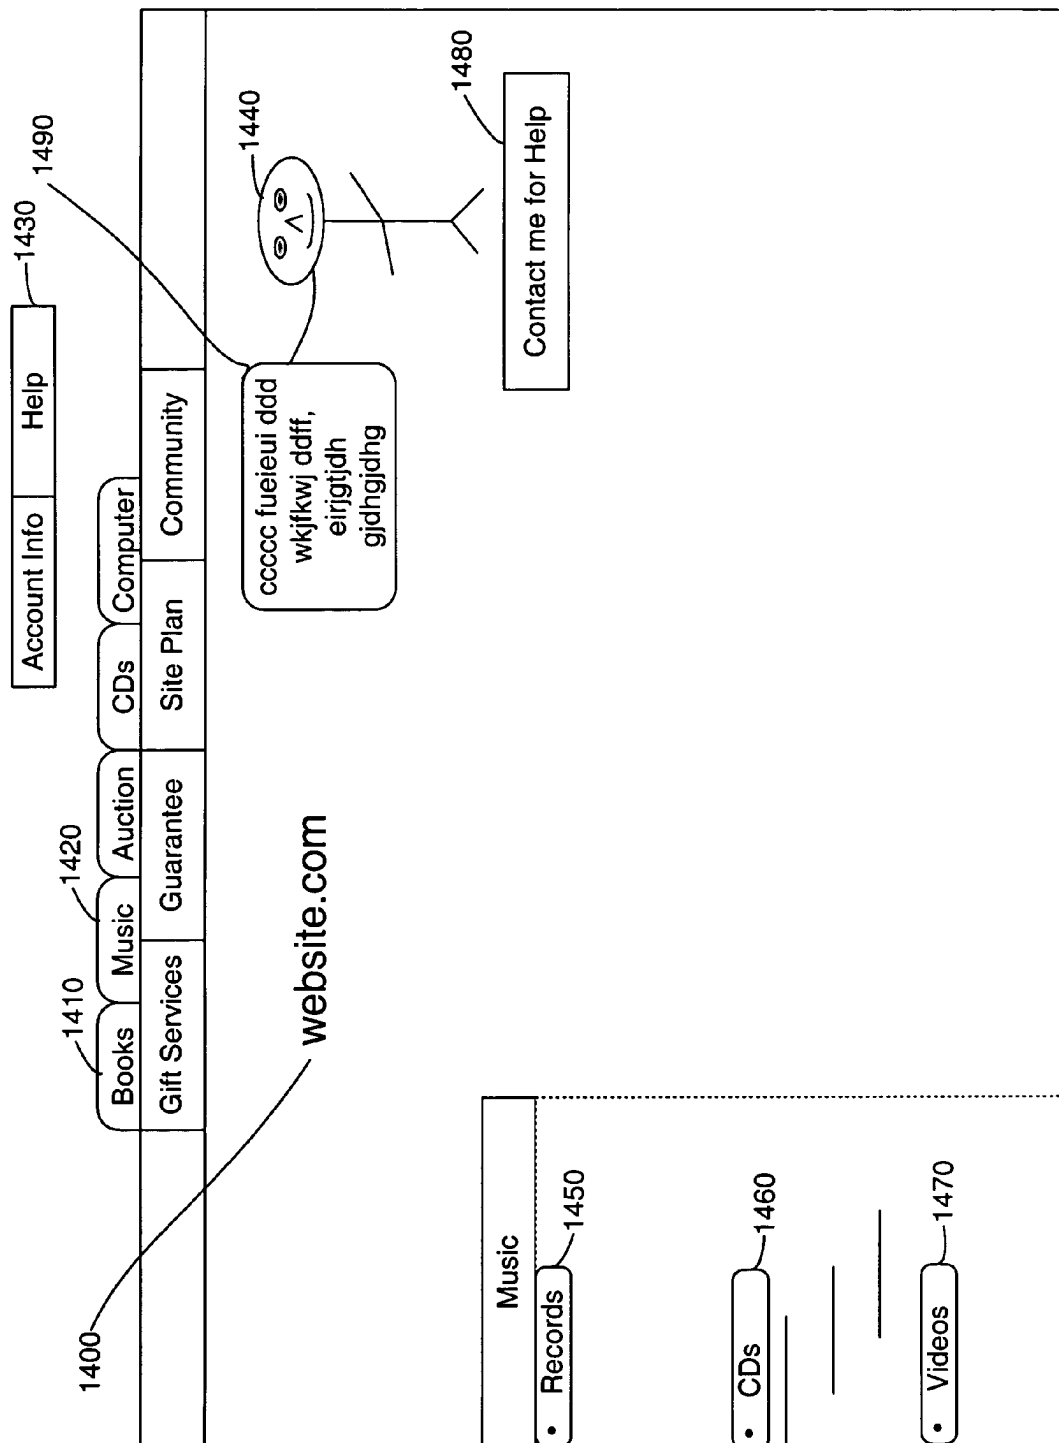 1490
1430
Account Info
Help
1420
1410
Books
Music
Auction
CDs
Computer
Gift Services
Guarantee
Site Plan
Community
1440
1400
website.com
ccccc fueieui ddd
wkjfkwj ddff,
eirjgtjdh
gjdhgjdhg
1480
Contact me for Help
Music
• Records
1450
• CDs
1460
• Videos
1470